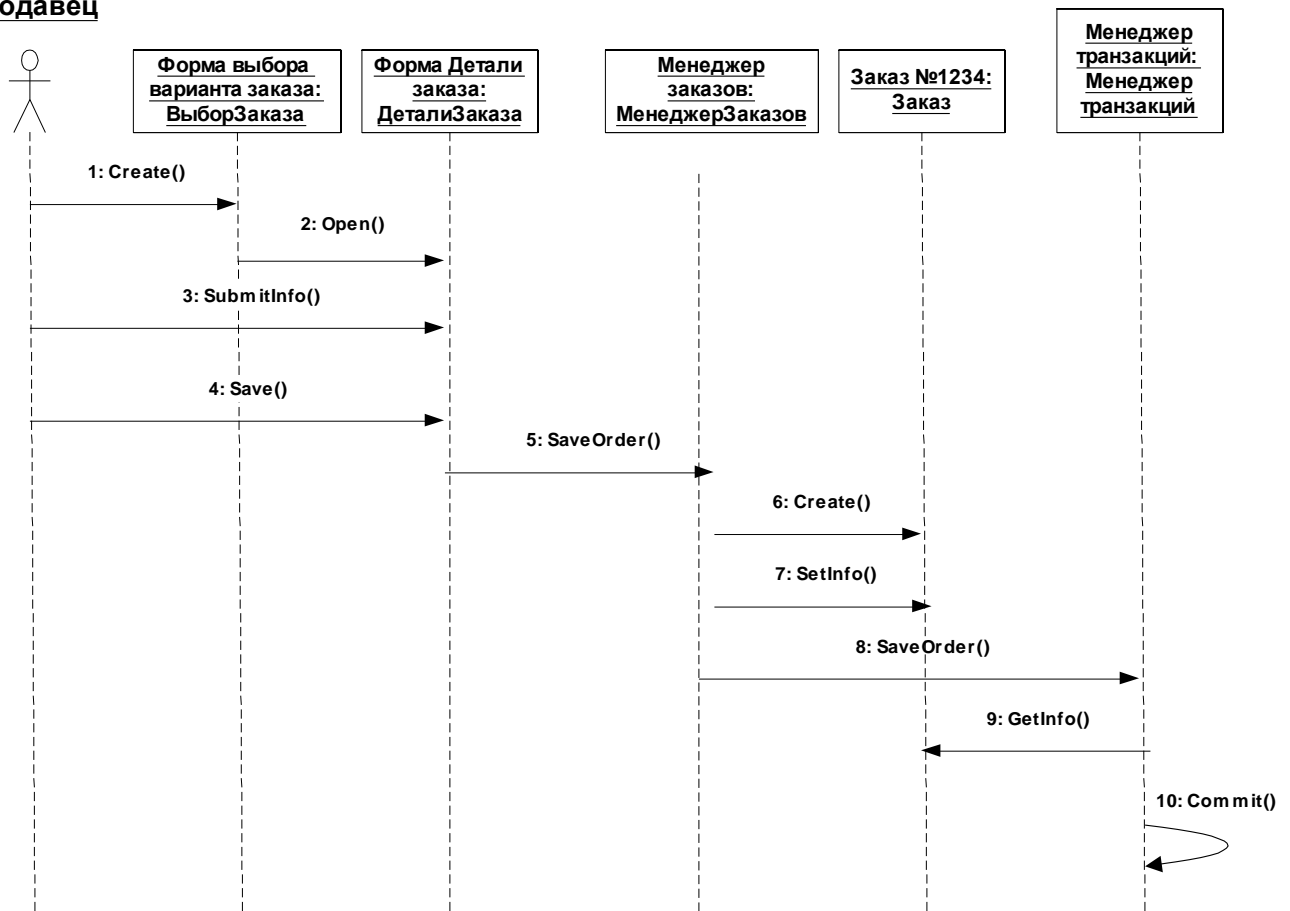 одавец
Форма выбора
варианта заказа:
ВыборЗаказа
Форма Детали
заказа:
ДеталиЗаказа
Менеджер
заказов:
МенеджерЗаказов
Заказ №1234:
Заказ
Менеджер
транзакций:
Менеджер
транзакций
1: Create()
2: Open()
3: SubmitInfo()
4: Save()
5: SaveOrder()
6: Create()
7: SetInfo()
8: SaveOrder()
9: GetInfo()
10: Commit()